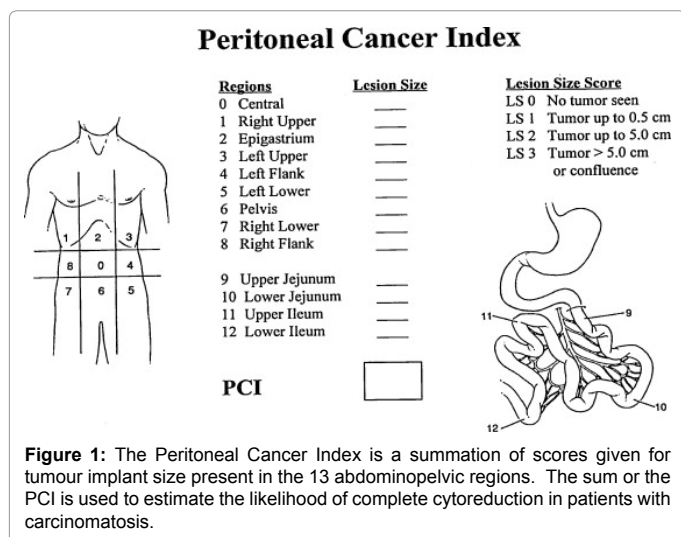 Peritoneal Cancer Index
1 2 3
8 0 4
7 6 5
Regions Lesion Size
0 Central
1 Right Upper
2 Epigastrium
3 Left Upper
4 Left Flank
5 Left Lower
6 Pelvis
7 Right Lower
8 Right Flank
9 Upper Jejunum
10 Lower Jejunum
11 Upper Ileum
12 Lower Ileum
PCI
Lesion Size Score
LS 0 No tumor seen
LS 1 Tumor up to 0.5 cm
LS 2 Tumor up to 5.0 cm
LS 3 Tumor > 5.0 cm
or confluence
11
9
10
12
Figure 1: The Peritoneal Cancer Index is a summation of scores given for
tumour implant size present in the 13 abdominopelvic regions. The sum or the
PCI is used to estimate the likelihood of complete cytoreduction in patients with
carcinomatosis.